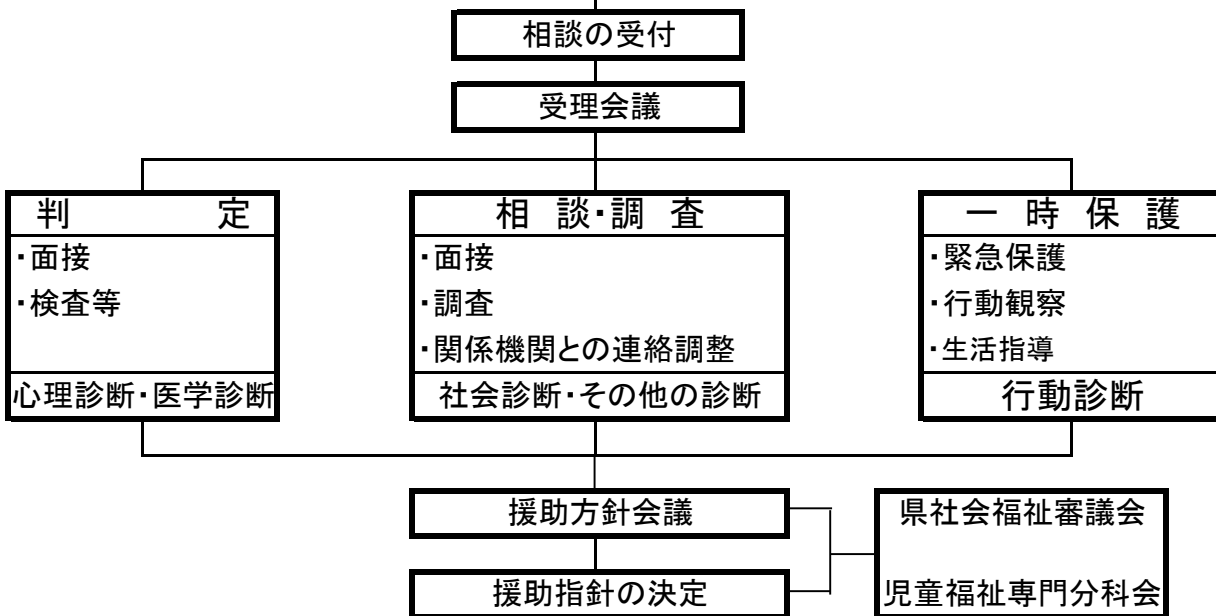 相談の受付
受理会議
判定
・面接
・検査等
心理診断・医学診断
相談・調査
・面接
・調査
・関係機関との連絡調整
社会診断・その他の診断
一時保護
・緊急保護
・行動観察
・生活指導
行動診断
援助方針会議
援助指針の決定
県社会福祉審議会
児童福祉専門分科会